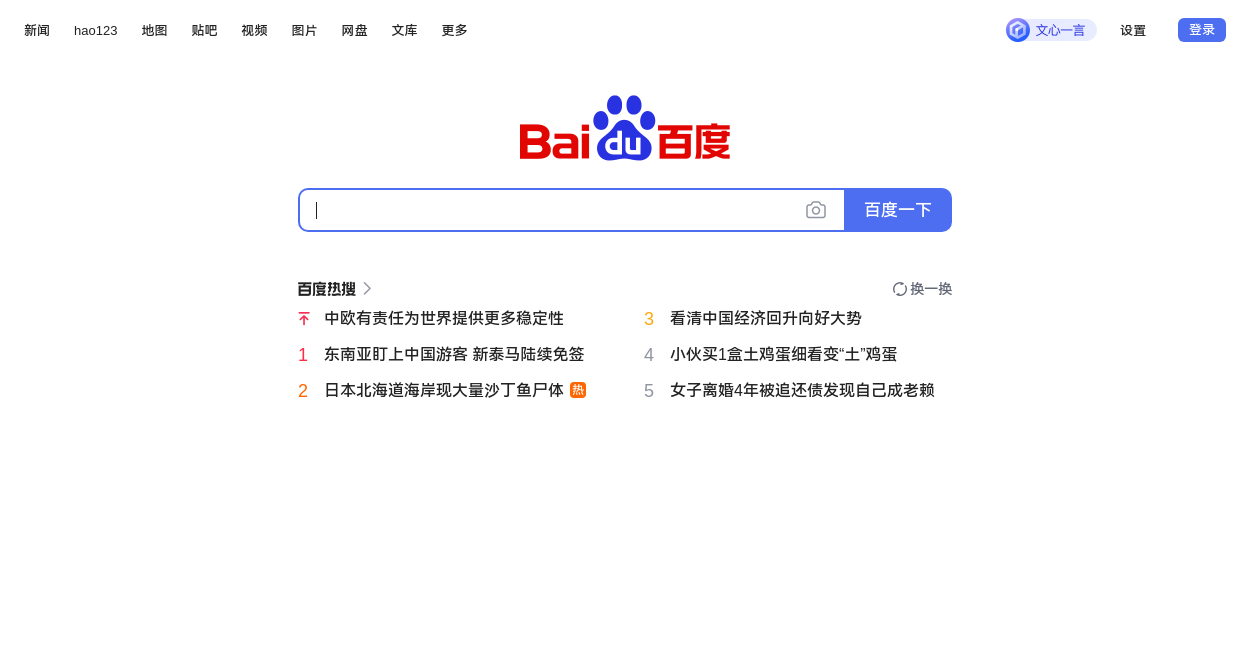 新闻 hao123 地图 贴吧 视频 图片 网盘 文库 更多 文心一言 设置 登录
Bai du 百度
百度一下
百度热搜 换一换
中欧有责任为世界提供更多稳定性
1 东南亚盯上中国游客 新泰马陆续免签
2 日本北海道海岸现大量沙丁鱼尸体 热
3 看清中国经济回升向好大势
4 小伙买1盒土鸡蛋细看变“土”鸡蛋
5 女子离婚4年被追还债发现自己成老赖